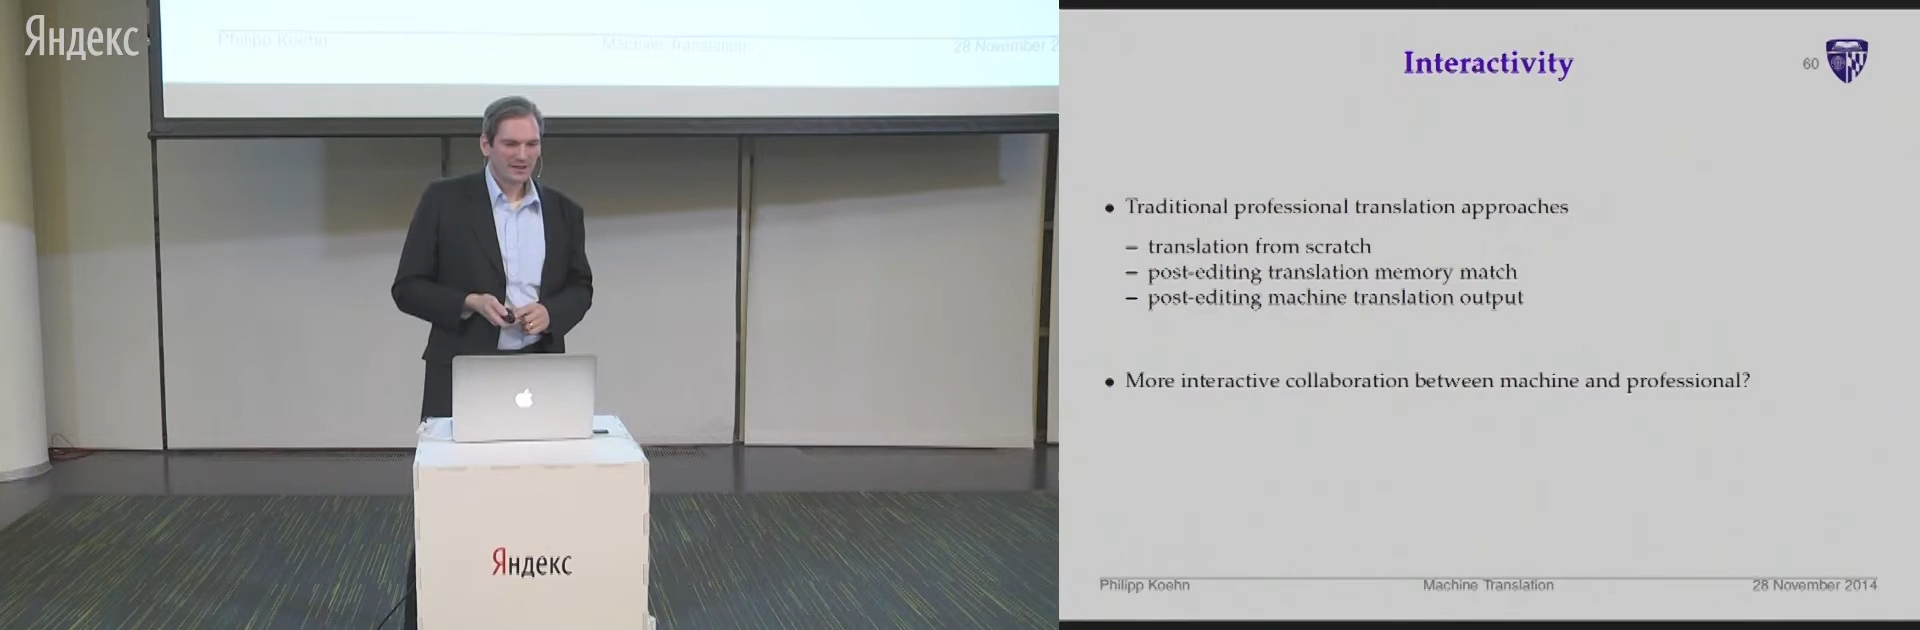 Яндекс
Philipp Koehn Machine Translation 28 November 2
Яндекс
Interactivity
60
• Traditional professional translation approaches
– translation from scratch
– post-editing translation memory match
– post-editing machine translation output
• More interactive collaboration between machine and professional?
Philipp Koehn Machine Translation 28 November 2014